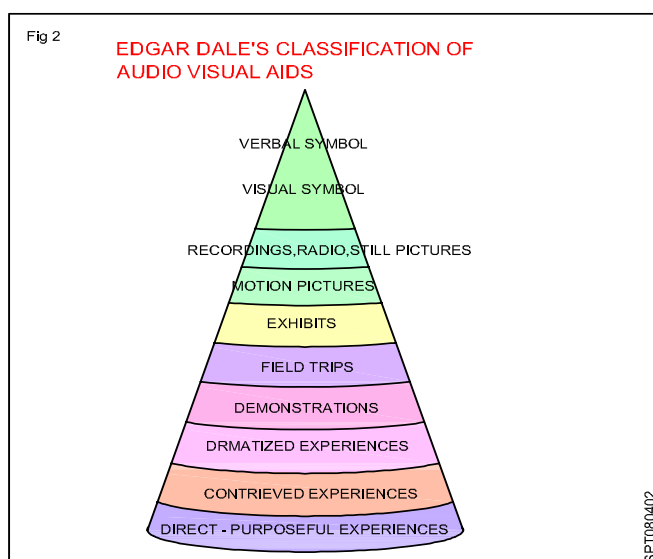 Fig 2
EDGAR DALE'S CLASSIFICATION OF
AUDIO VISUAL AIDS
VERBAL SYMBOL
VISUAL SYMBOL
RECORDINGS,RADIO,STILL PICTURES
MOTION PICTURES
EXHIBITS
FIELD TRIPS
DEMONSTRATIONS
DRMATIZED EXPERIENCES
CONTRIEVED EXPERIENCES
DIRECT - PURPOSEFUL EXPERIENCES